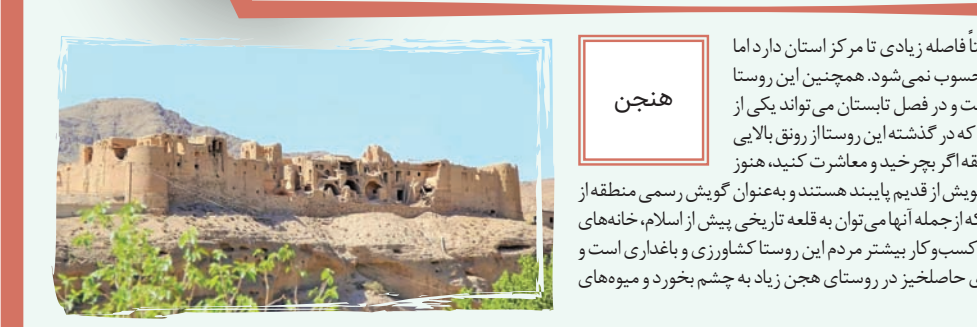 هنجن
تاً فاصله زیادی تا مرکز استان دارد اما
حسوب نمی‌شود. همچنین این روستا
ت و در فصل تابستان می‌تواند یکی از
که در گذشته این روستا از رونق بالایی
قه اگر بچرخید و معاشرت کنید، هنوز
ویش از قدیم پایبند هستند و به‌عنوان گویش رسمی منطقه از
که از جمله آنها می‌توان به قلعه تاریخی پیش از اسلام، خانه‌های
کسب‌وکار بیشتر مردم این روستا کشاورزی و باغداری است و
ی حاصلخیز در روستای هجن زیاد به چشم بخورد و میوه‌های